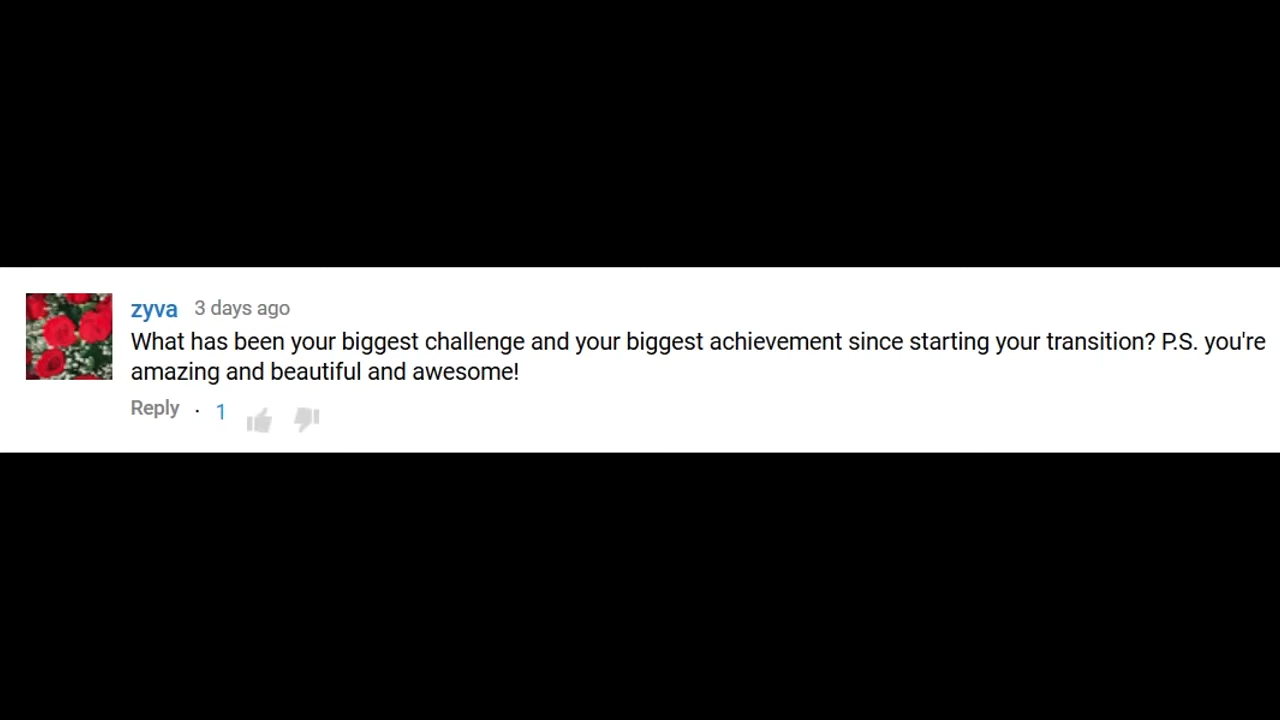 zyva 3 days ago
What has been your biggest challenge and your biggest achievement since starting your transition? P.S. you're
amazing and beautiful and awesome!
Reply · 1